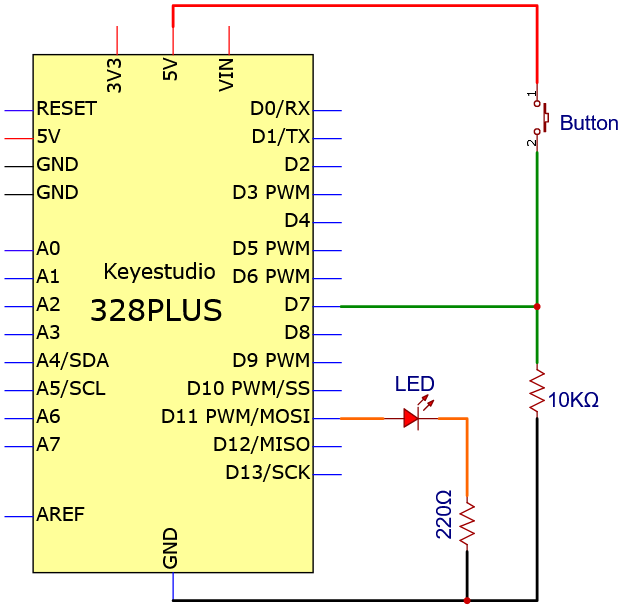 3V3
5V
VIN
RESET
5V
GND
GND
A0
A1
A2
A3
A4/SDA
A5/SCL
A6
A7
AREF
Keyestudio
328PLUS
D0/RX
D1/TX
D2
D3 PWM
D4
D5 PWM
D6 PWM
D7
D8
D9 PWM
D10 PWM/SS
D11 PWM/MOSI
D12/MISO
D13/SCK
GND
1
2
Button
LED
10KΩ
220Ω